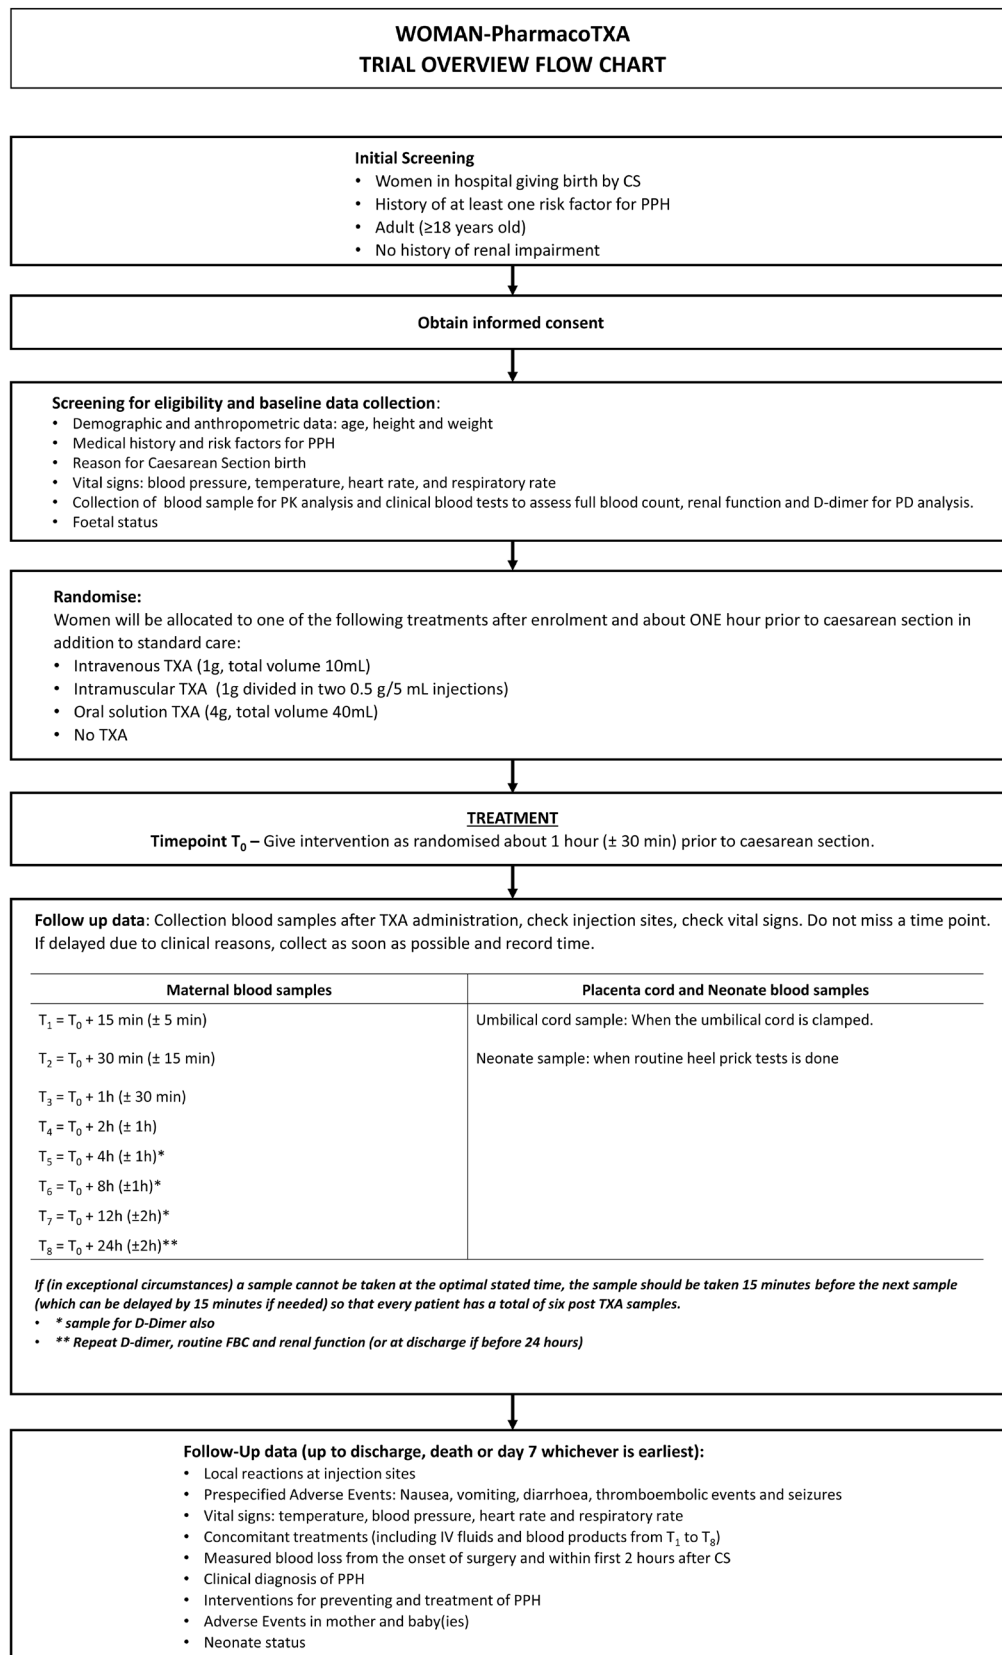 WOMAN-PharmacoTXA
TRIAL OVERVIEW FLOW CHART
Initial Screening
• Women in hospital giving birth by CS
• History of at least one risk factor for PPH
• Adult (≥18 years old)
• No history of renal impairment
Obtain informed consent
Screening for eligibility and baseline data collection:
• Demographic and anthropometric data: age, height and weight
• Medical history and risk factors for PPH
• Reason for Caesarean Section birth
• Vital signs: blood pressure, temperature, heart rate, and respiratory rate
• Collection of blood sample for PK analysis and clinical blood tests to assess full blood count, renal function and D-dimer for PD analysis.
• Foetal status
Randomise:
Women will be allocated to one of the following treatments after enrolment and about ONE hour prior to caesarean section in
addition to standard care:
• Intravenous TXA (1g, total volume 10mL)
• Intramuscular TXA (1g divided in two 0.5 g/5 mL injections)
• Oral solution TXA (4g, total volume 40mL)
• No TXA
TREATMENT
Timepoint T0 – Give intervention as randomised about 1 hour (± 30 min) prior to caesarean section.
Follow up data: Collection blood samples after TXA administration, check injection sites, check vital signs. Do not miss a time point.
If delayed due to clinical reasons, collect as soon as possible and record time.
Maternal blood samples
Placenta cord and Neonate blood samples
T1 = T0 + 15 min (± 5 min)
Umbilical cord sample: When the umbilical cord is clamped.
T2 = T0 + 30 min (± 15 min)
Neonate sample: when routine heel prick tests is done
T3 = T0 + 1h (± 30 min)
T4 = T0 + 2h (± 1h)
T5 = T0 + 4h (± 1h)*
T6 = T0 + 8h (±1h)*
T7 = T0 + 12h (±2h)*
T8 = T0 + 24h (±2h)**
If (in exceptional circumstances) a sample cannot be taken at the optimal stated time, the sample should be taken 15 minutes before the next sample
(which can be delayed by 15 minutes if needed) so that every patient has a total of six post TXA samples.
• * sample for D-Dimer also
• ** Repeat D-dimer, routine FBC and renal function (or at discharge if before 24 hours)
Follow-Up data (up to discharge, death or day 7 whichever is earliest):
• Local reactions at injection sites
• Prespecified Adverse Events: Nausea, vomiting, diarrhoea, thromboembolic events and seizures
• Vital signs: temperature, blood pressure, heart rate and respiratory rate
• Concomitant treatments (including IV fluids and blood products from T1 to T8)
• Measured blood loss from the onset of surgery and within first 2 hours after CS
• Clinical diagnosis of PPH
• Interventions for preventing and treatment of PPH
• Adverse Events in mother and baby(ies)
• Neonate status